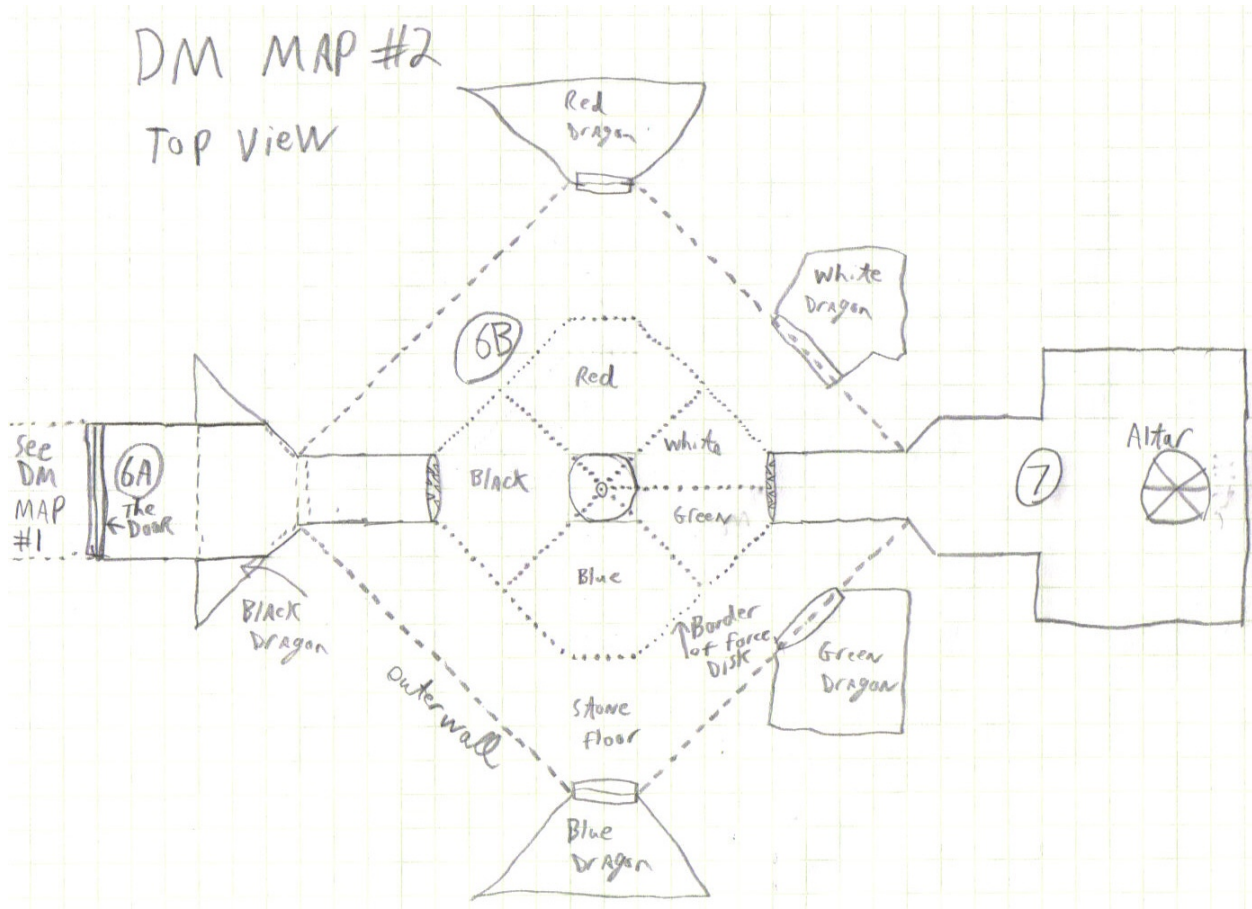 DM MAP #2
Top View
Red
Dragon
White
Dragon
6B
Red
See
DM
MAP
#1
6A
The
Door
Black
White
Green
Blue
7
Altar
Black
Dragon
Outer wall
Border
of Force
Disk
Green
Dragon
Stone
floor
Blue
Dragon